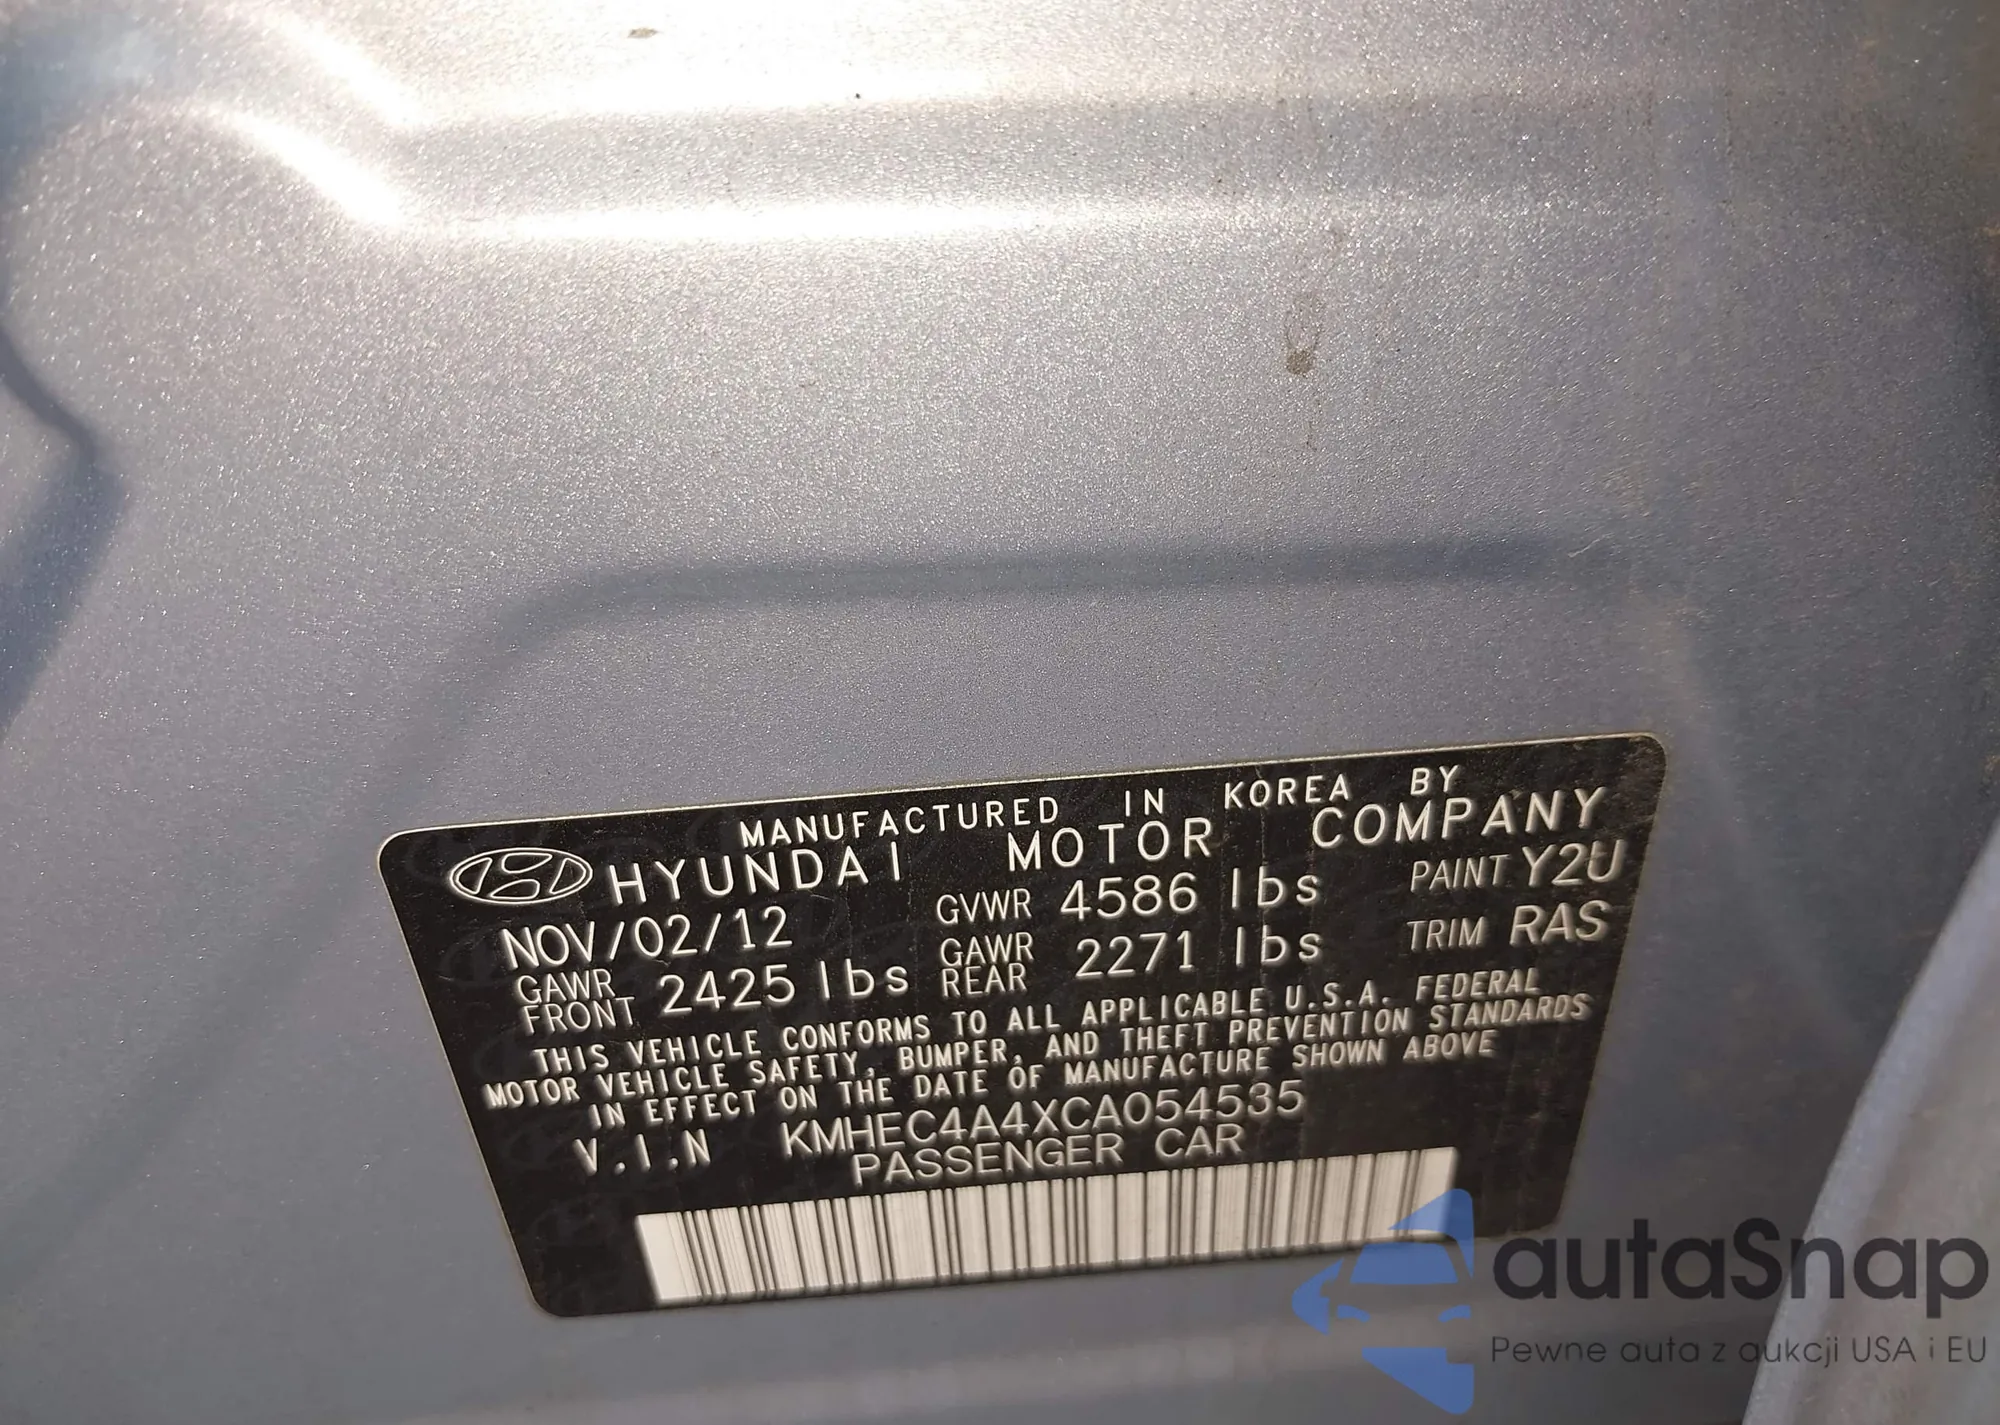 MANUFACTURED IN KOREA BY
HYUNDAI MOTOR COMPANY
NOV/02/12 GVWR 4586 lbs PAINT Y2U
GAWR FRONT 2425 lbs GAWR REAR 2271 lbs TRIM RAS
THIS VEHICLE CONFORMS TO ALL APPLICABLE U.S.A. FEDERAL
MOTOR VEHICLE SAFETY, BUMPER, AND THEFT PREVENTION STANDARDS
IN EFFECT ON THE DATE OF MANUFACTURE SHOWN ABOVE
V.I.N KMHEC4A4XCA054535
PASSENGER CAR
autaSnap
Pewne auta z aukcji USA i EU